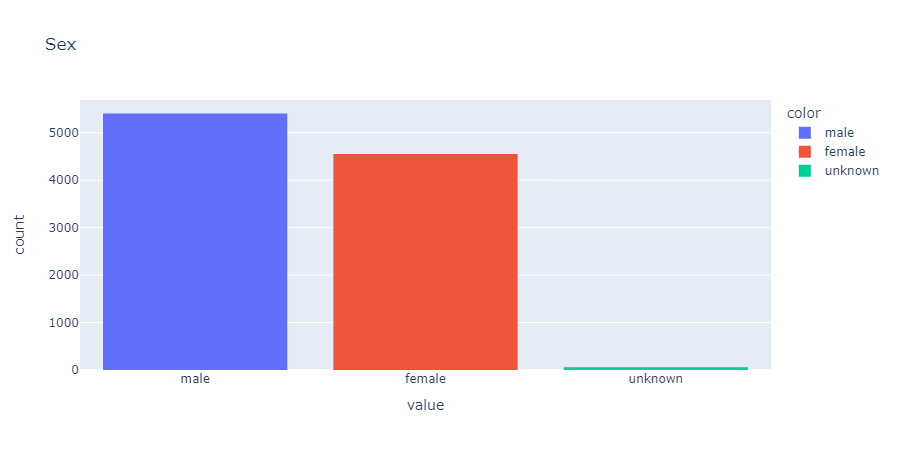 Sex
color
male
female
unknown
count
5000
4000
3000
2000
1000
0
male
female
unknown
value